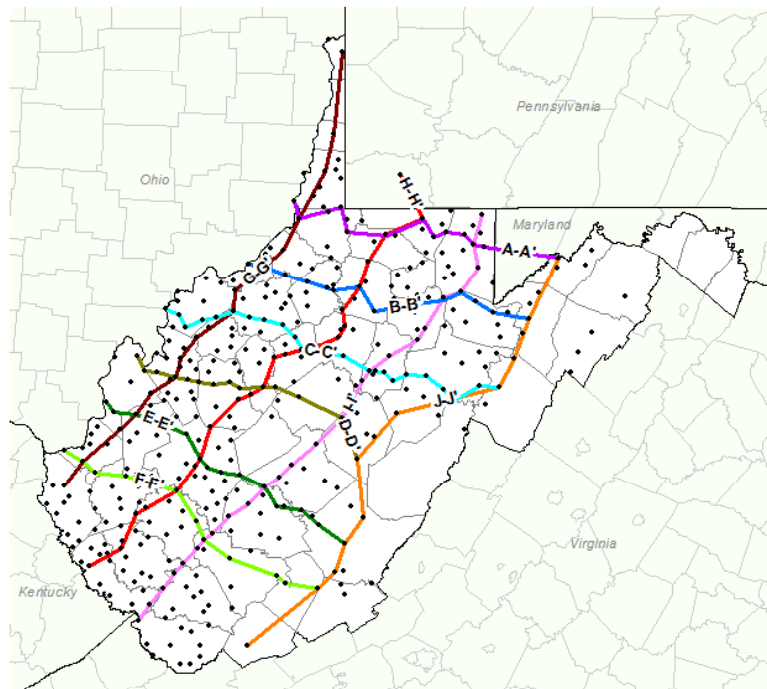 Pennsylvania
Ohio
H-H'
Maryland
A-A'
G-G'
B-B'
C-C'
I-I'
J-J'
E-E'
D-D'
F-F'
Virginia
Kentucky